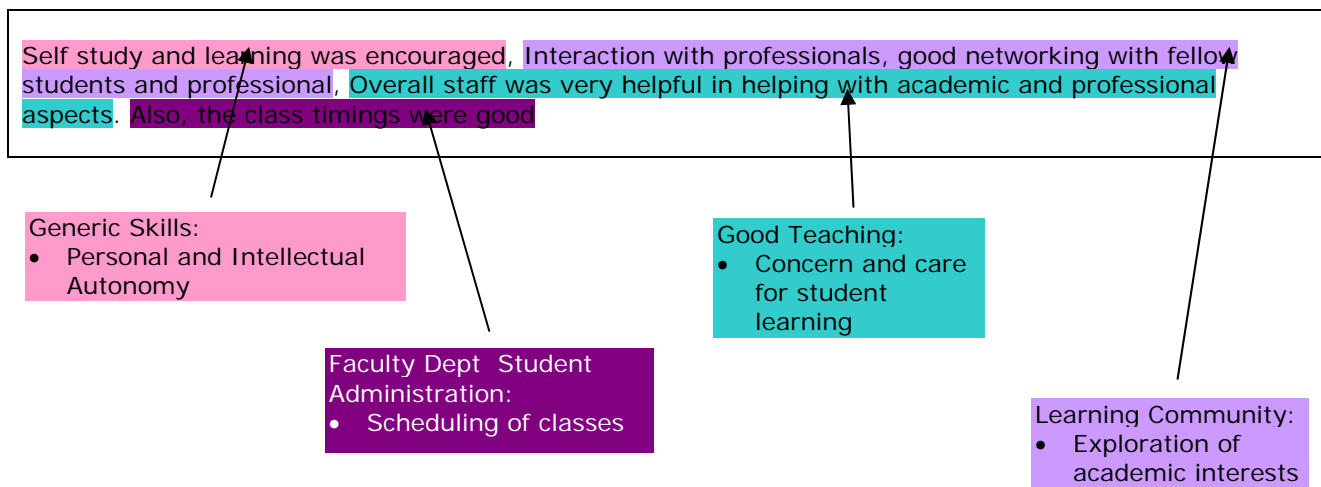 Self study and learning was encouraged, Interaction with professionals, good networking with fellow
students and professional, Overall staff was very helpful in helping with academic and professional
aspects. Also, the class timings were good
Generic Skills:
• Personal and Intellectual
Autonomy
Good Teaching:
• Concern and care
for student
learning
Faculty Dept Student
Administration:
• Scheduling of classes
Learning Community:
• Exploration of
academic interests